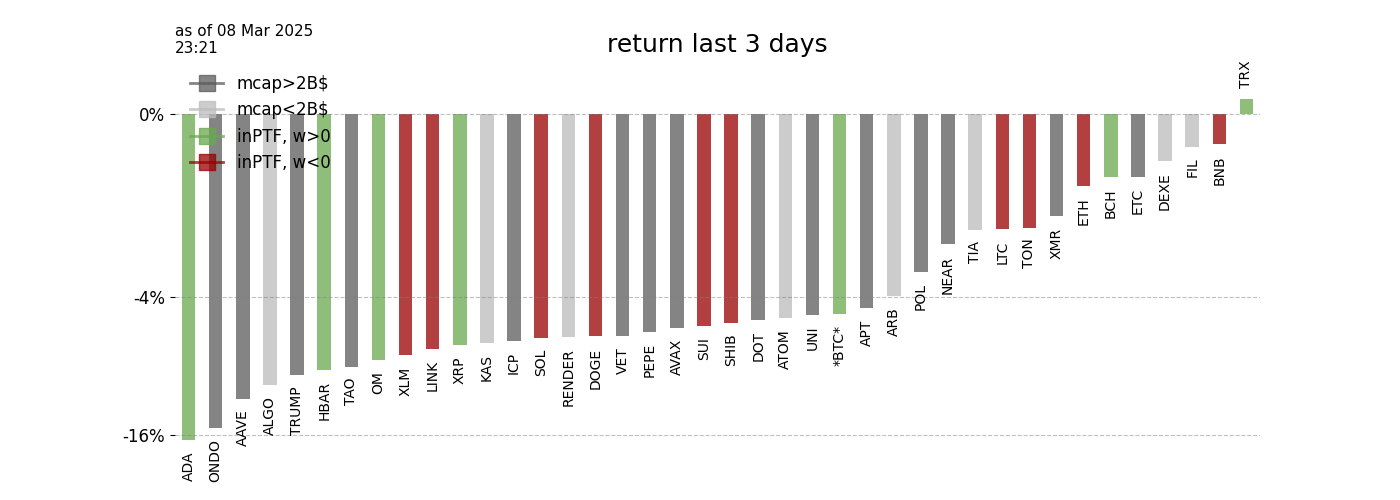 as of 08 Mar 2025
23:21
return last 3 days
mcap>2B$
mcap<2B$
inPTF, w>0
inPTF, w<0
0%
-4%
-16%
ADA
ONDO
AAVE
ALGO
TRUMP
HBAR
TAO
OM
XLM
LINK
XRP
KAS
ICP
SOL
RENDER
DOGE
VET
PEPE
AVAX
SUI
SHIB
DOT
ATOM
UNI
*BTC*
APT
ARB
POL
NEAR
TIA
LTC
TON
XMR
ETH
BCH
ETC
DEXE
FIL
BNB
TRX